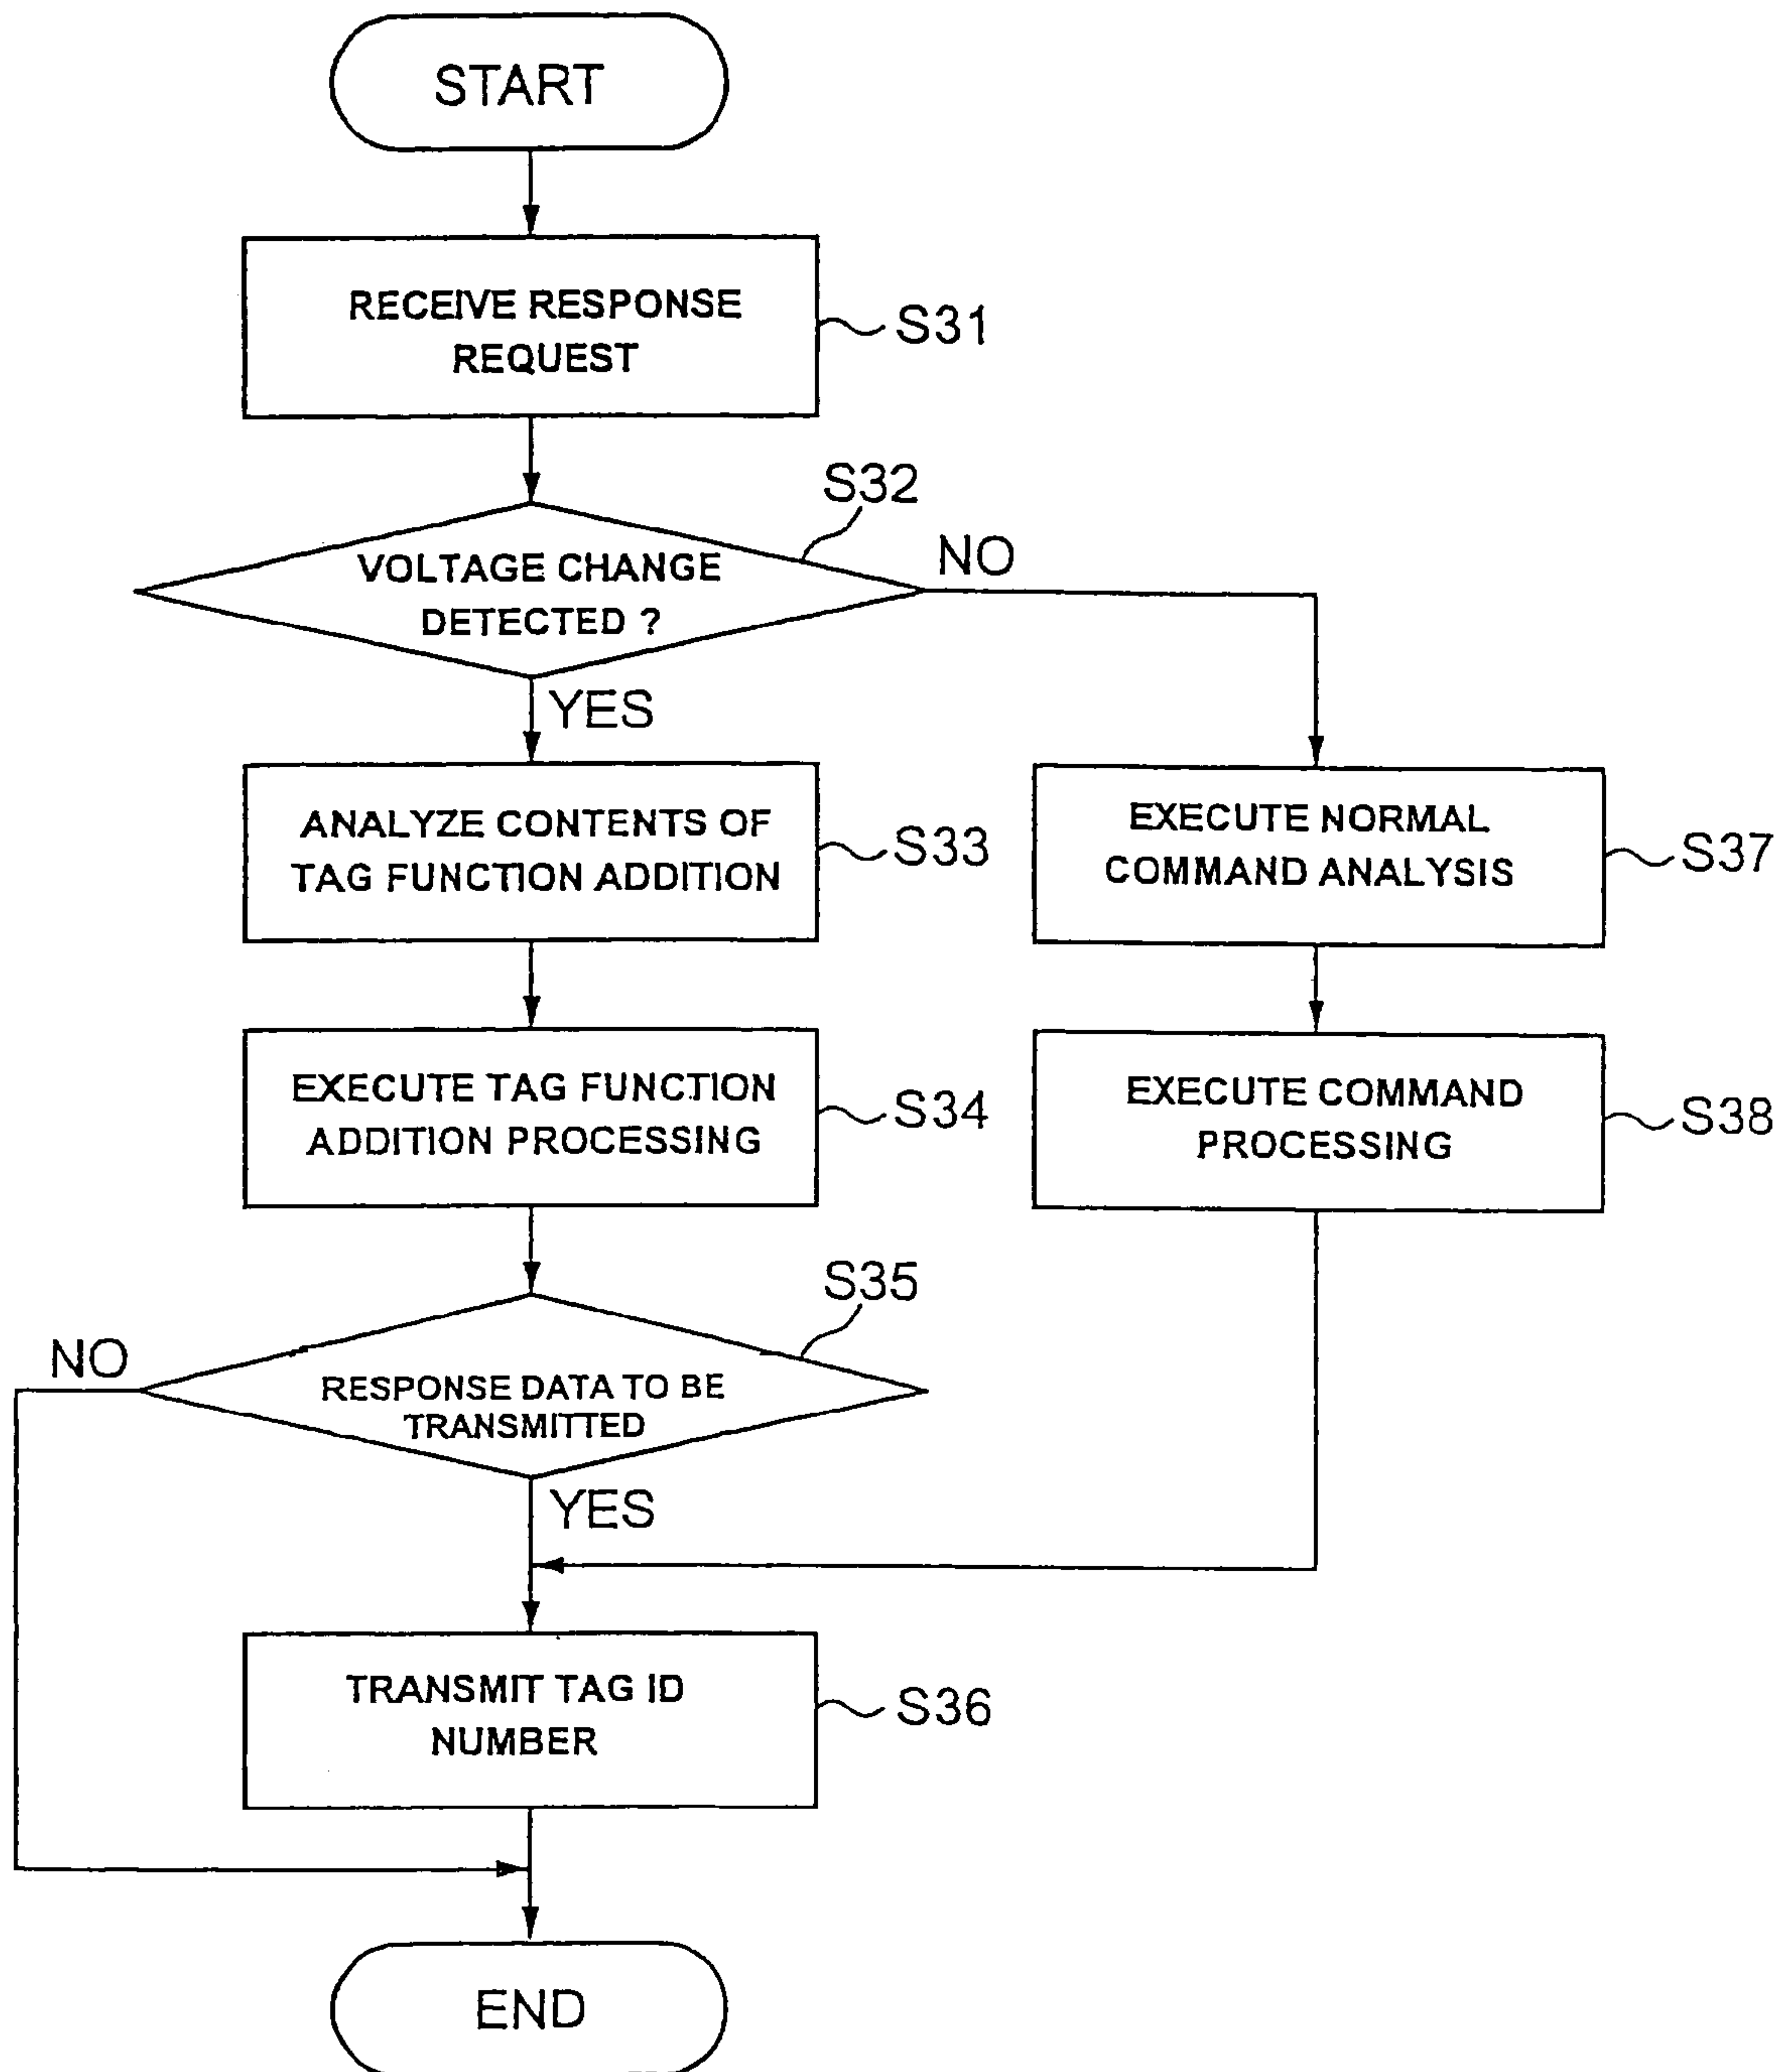 START
RECEIVE RESPONSE
REQUEST
S31
S32
VOLTAGE CHANGE
DETECTED ?
NO
YES
ANALYZE CONTENTS OF
TAG FUNCTION ADDITION
S33
EXECUTE NORMAL
COMMAND ANALYSIS
S37
EXECUTE TAG FUNCTION
ADDITION PROCESSING
S34
EXECUTE COMMAND
PROCESSING
S38
S35
NO
RESPONSE DATA TO BE
TRANSMITTED
YES
TRANSMIT TAG ID
NUMBER
S36
END